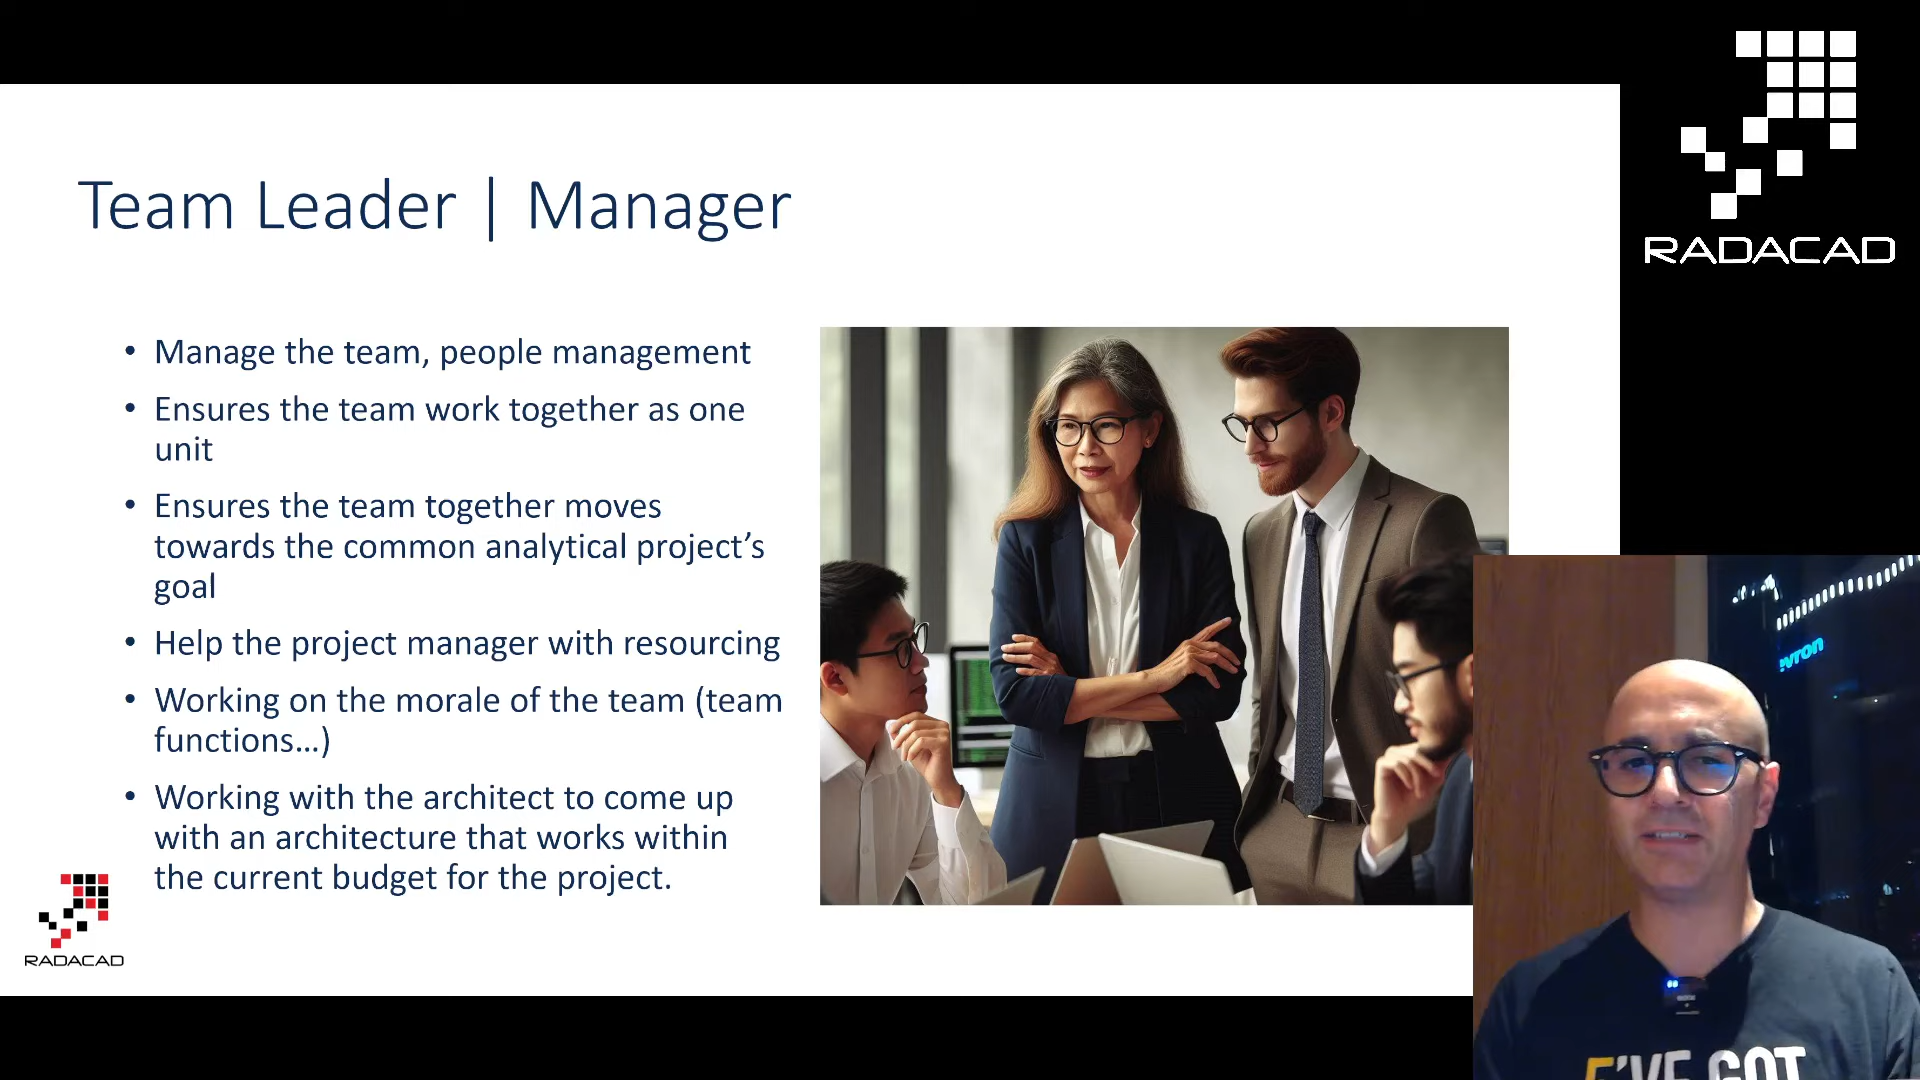 RADACAD
Team Leader | Manager
• Manage the team, people management
• Ensures the team work together as one
unit
• Ensures the team together moves
towards the common analytical project’s
goal
• Help the project manager with resourcing
• Working on the morale of the team (team
functions...)
• Working with the architect to come up
with an architecture that works within
the current budget for the project.
RADACAD
'VE GOT